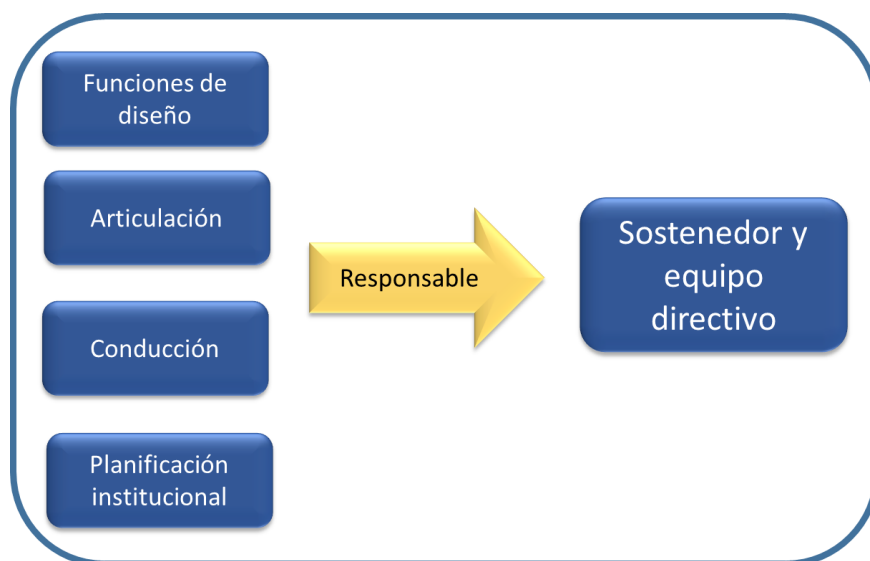 Funciones de
diseño
Articulación
Conducción
Planificación
institucional
Responsable
Sostenedor y
equipo
directivo